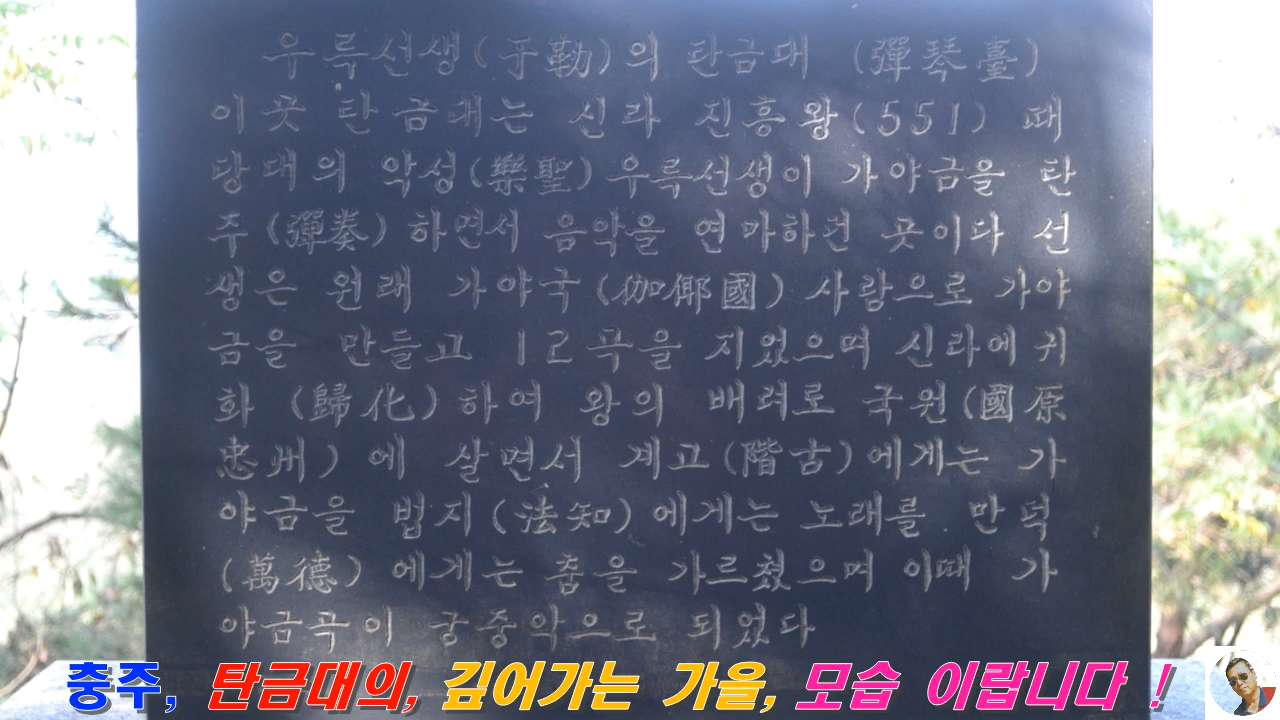 우륵선생(于勒)의 탄금대 (彈琴臺)
이곳 탄금대는 신라 진흥왕(551) 때
당대의 악성(樂聖)우륵선생이 가야금을 탄
주(彈奏)하면서 음악을 연마하던 곳이다 선
생은 원래 가야국(伽倻國) 사람으로 가야
금을 만들고 12곡을 지었으며 신라에 귀
화 (歸化)하여 왕의 배려로 국원(國原
忠州)에 살면서 계고(階古)에게는 가
야금을 법지(法知)에게는 노래를 만덕
(萬德)에게는 춤을 가르쳤으며 이때 가
야금곡이 궁중악으로 되었다
충주, 탄금대의, 깊어가는 가을, 모습 이랍니다 !